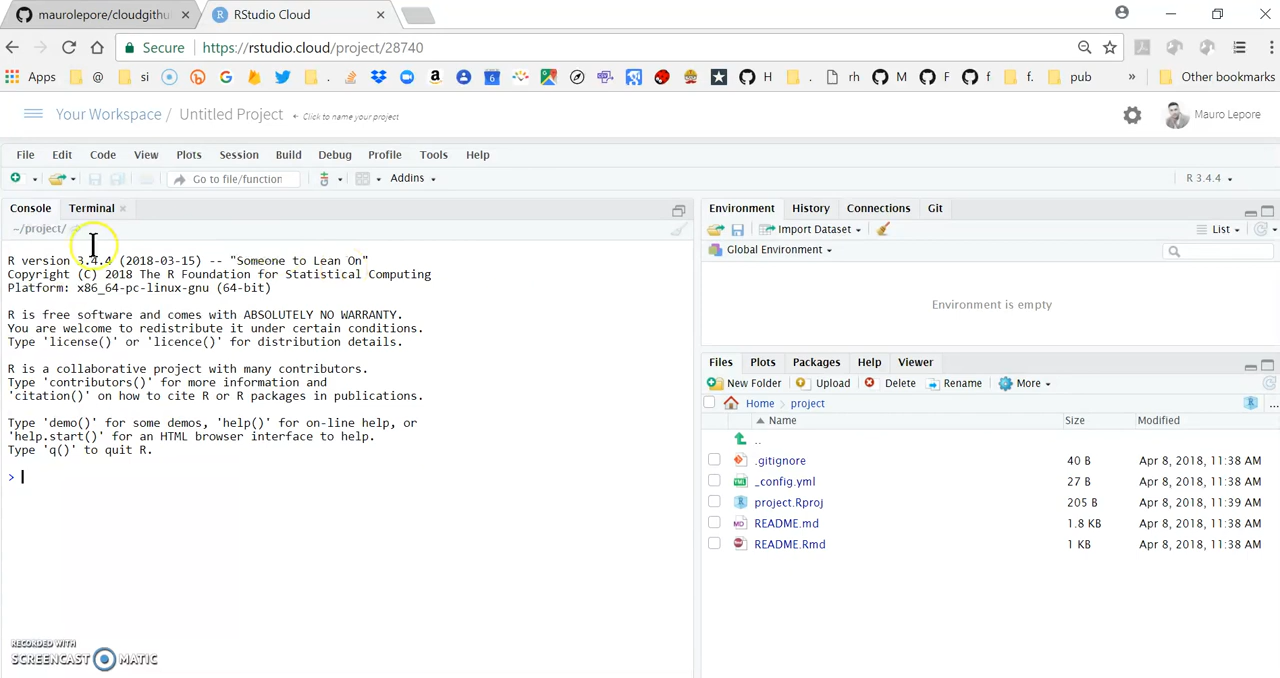 maurolepore/cloudgithu
RStudio Cloud
Secure
https://rstudio.cloud/project/28740
Apps @ si . . rh M F f f. pub » Other bookmarks
Your Workspace / Untitled Project ← Click to name your project
Mauro Lepore
File Edit Code View Plots Session Build Debug Profile Tools Help
Go to file/function Addins R 3.4.4
Console Terminal
~/project/
R version 3.4.4 (2018-03-15) -- "Someone to Lean On"
Copyright (C) 2018 The R Foundation for Statistical Computing
Platform: x86_64-pc-linux-gnu (64-bit)
R is free software and comes with ABSOLUTELY NO WARRANTY.
You are welcome to redistribute it under certain conditions.
Type 'license()' or 'licence()' for distribution details.
R is a collaborative project with many contributors.
Type 'contributors()' for more information and
'citation()' on how to cite R or R packages in publications.
Type 'demo()' for some demos, 'help()' for on-line help, or
'help.start()' for an HTML browser interface to help.
Type 'q()' to quit R.
>
Environment History Connections Git
Import Dataset List
Global Environment
Environment is empty
Files Plots Packages Help Viewer
New Folder Upload Delete Rename More
Home project ...
Name Size Modified
..
.gitignore 40 B Apr 8, 2018, 11:38 AM
_config.yml 27 B Apr 8, 2018, 11:38 AM
project.Rproj 205 B Apr 8, 2018, 11:39 AM
README.md 1.8 KB Apr 8, 2018, 11:38 AM
README.Rmd 1 KB Apr 8, 2018, 11:38 AM
RECORDED WITH
SCREENCAST MATIC